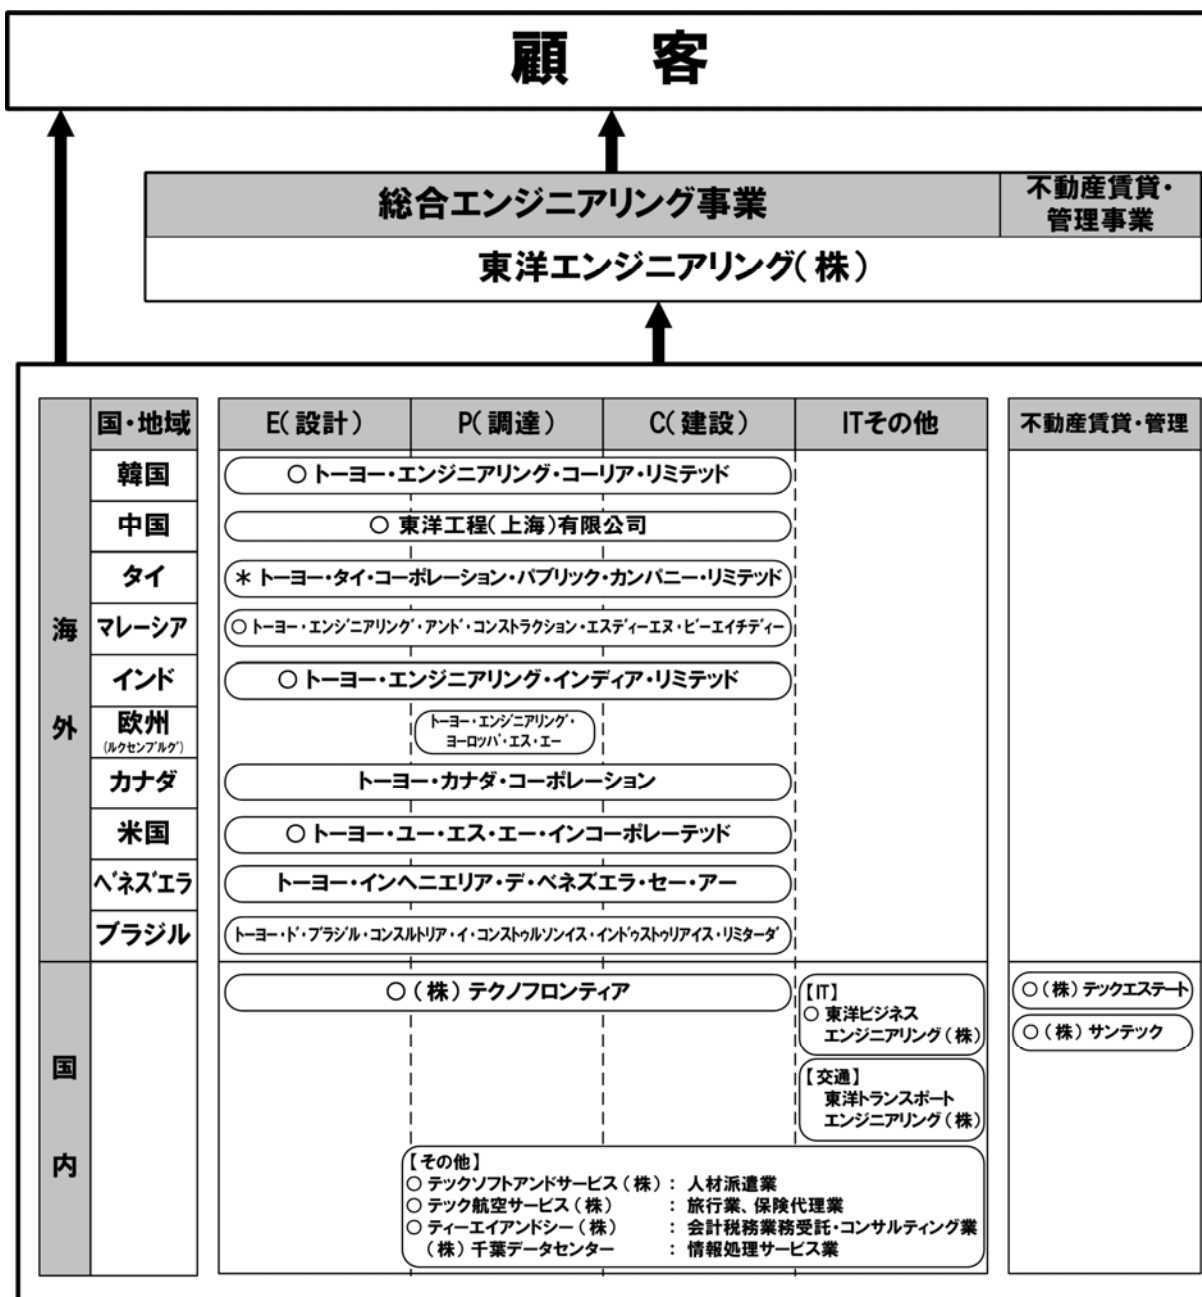 顧 客
総合エンジニアリング事業
不動産賃貸・
管理事業
東洋エンジニアリング(株)
国・地域
E(設計)
P(調達)
C(建設)
ITその他
不動産賃貸・管理
海外
韓国
○ トーヨー・エンジニアリング・コーリア・リミテッド
中国
○ 東洋工程(上海)有限公司
タイ
＊ トーヨー・タイ・コーポレーション・パブリック・カンパニー・リミテッド
マレーシア
○ トーヨー・エンジニアリング・アンド・コンストラクション・エスディーエヌ・ビーエイチディー
インド
○ トーヨー・エンジニアリング・インディア・リミテッド
欧州
(ルクセンブルグ)
トーヨー・エンジニアリング・
ヨーロッパ・エス・エー
カナダ
トーヨー・カナダ・コーポレーション
米国
○ トーヨー・ユー・エス・エー・インコーポレーテッド
ベネズエラ
トーヨー・インヘニエリア・デ・ベネズエラ・セー・アー
ブラジル
トーヨー・ド・ブラジル・コンスルトリア・イ・コンストゥルソンイス・インドゥストゥリアイス・リミターダ
国内
○ (株) テクノフロンティア
【IT】
○ 東洋ビジネス
エンジニアリング(株)
【交通】
東洋トランスポート
エンジニアリング(株)
【その他】
○ テックソフトアンドサービス(株) : 人材派遣業
○ テック航空サービス(株) : 旅行業、保険代理業
○ ティーエイアンドシー(株) : 会計税務業務受託・コンサルティング業
(株) 千葉データセンター : 情報処理サービス業
○ (株) テックエステート
○ (株) サンテック